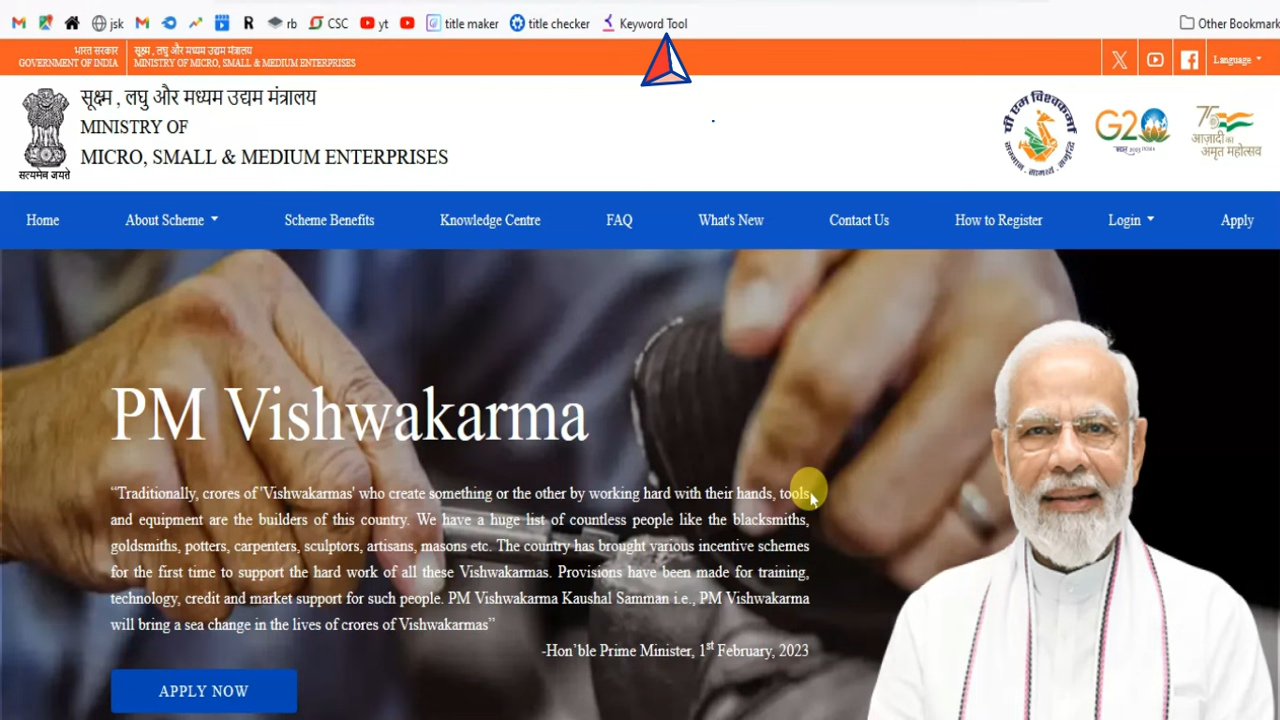 jsk
rb
CSC
yt
title maker
title checker
Keyword Tool
Other Bookmark
भारत सरकार
GOVERNMENT OF INDIA
सूक्ष्म , लघु और मध्यम उद्यम मंत्रालय
MINISTRY OF MICRO, SMALL & MEDIUM ENTERPRISES
Language
सूक्ष्म , लघु और मध्यम उद्यम मंत्रालय
MINISTRY OF
MICRO, SMALL & MEDIUM ENTERPRISES
सत्यमेव जयते
पी एम विश्वकर्मा
सम्मान . सामर्थ्य . समृद्धि
G20
75
आज़ादी का
अमृत महोत्सव
Home
About Scheme
Scheme Benefits
Knowledge Centre
FAQ
What's New
Contact Us
How to Register
Login
Apply
PM Vishwakarma
“Traditionally, crores of 'Vishwakarmas' who create something or the other by working hard with their hands, tools
and equipment are the builders of this country. We have a huge list of countless people like the blacksmiths,
goldsmiths, potters, carpenters, sculptors, artisans, masons etc. The country has brought various incentive schemes
for the first time to support the hard work of all these Vishwakarmas. Provisions have been made for training,
technology, credit and market support for such people. PM Vishwakarma Kaushal Samman i.e., PM Vishwakarma
will bring a sea change in the lives of crores of Vishwakarmas”
-Hon’ble Prime Minister, 1st February, 2023
APPLY NOW